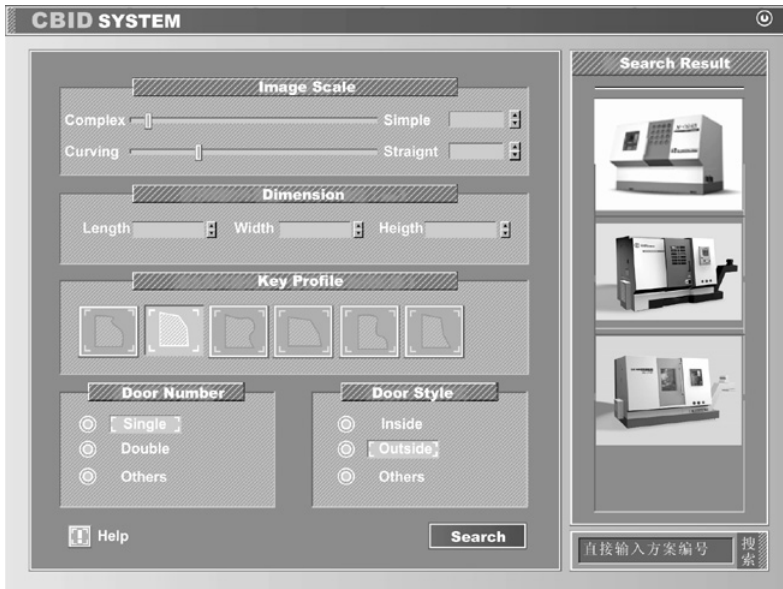 CBID SYSTEM
Image Scale
Complex Simple
Curving Straignt
Dimension
Length Width Heigth
Key Profile
Door Number
Single
Double
Others
Door Style
Inside
Outside
Others
Help
Search
Search Result
直接输入方案编号
搜索